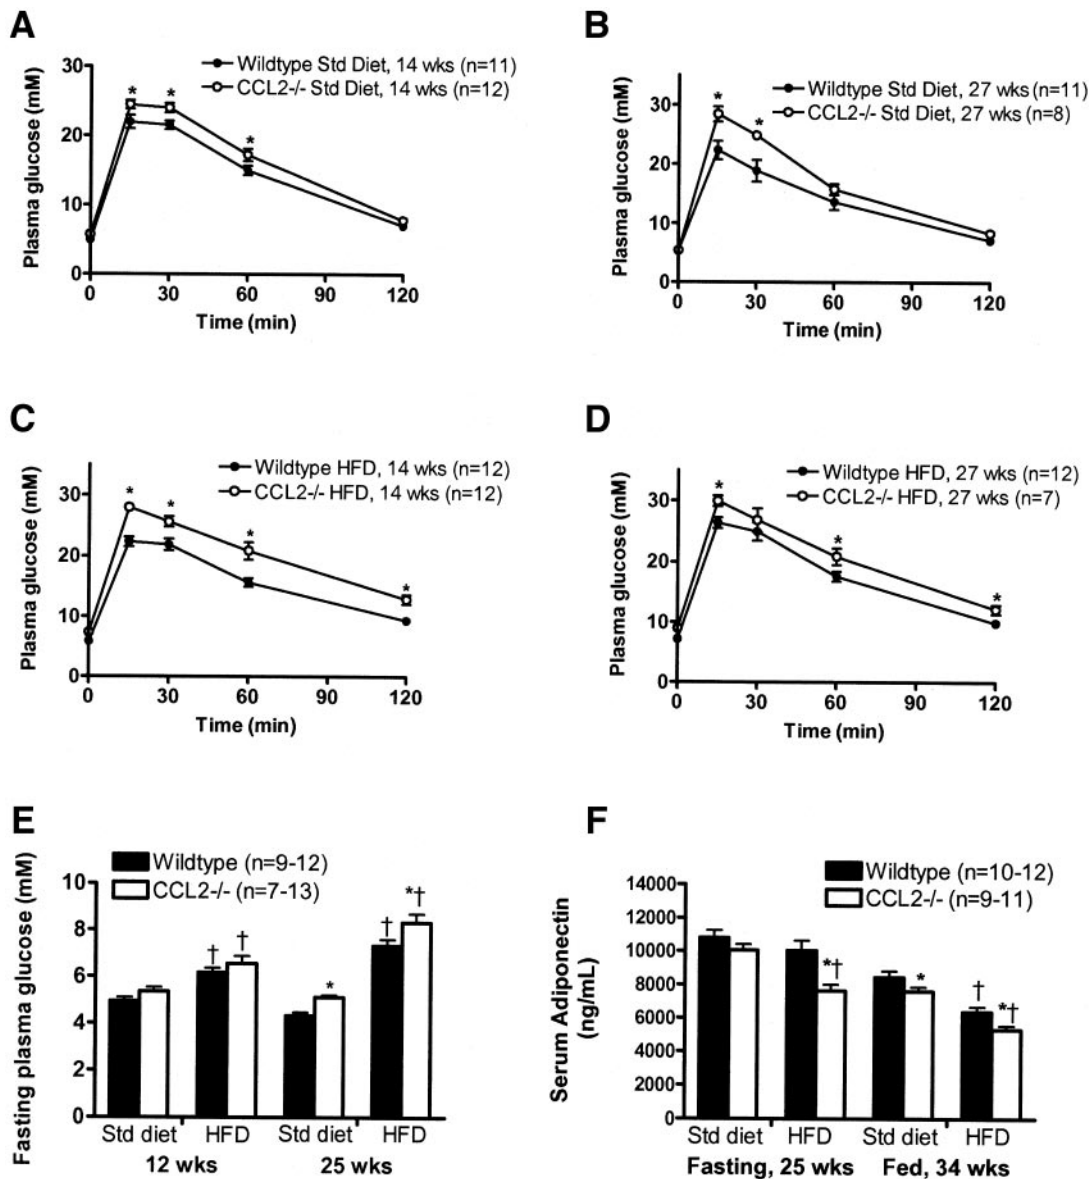 A
Wildtype Std Diet, 14 wks (n=11)
CCL2-/- Std Diet, 14 wks (n=12)
Plasma glucose (mM)
30
20
10
0
* * *
0 30 60 90 120
Time (min)
B
Wildtype Std Diet, 27 wks (n=11)
CCL2-/- Std Diet, 27 wks (n=8)
Plasma glucose (mM)
30
20
10
0
* *
0 30 60 90 120
Time (min)
C
Wildtype HFD, 14 wks (n=12)
CCL2-/- HFD, 14 wks (n=12)
Plasma glucose (mM)
30
20
10
0
* * * *
0 30 60 90 120
Time (min)
D
Wildtype HFD, 27 wks (n=12)
CCL2-/- HFD, 27 wks (n=7)
Plasma glucose (mM)
30
20
10
0
* * *
0 30 60 90 120
Time (min)
E
Wildtype (n=9-12)
CCL2-/- (n=7-13)
Fasting plasma glucose (mM)
10
8
6
4
2
0
† † * † *†
Std diet HFD Std diet HFD
12 wks 25 wks
F
Wildtype (n=10-12)
CCL2-/- (n=9-11)
Serum Adiponectin
(ng/mL)
14000
12000
10000
8000
6000
4000
2000
0
*† * † *†
Std diet HFD Std diet HFD
Fasting, 25 wks Fed, 34 wks